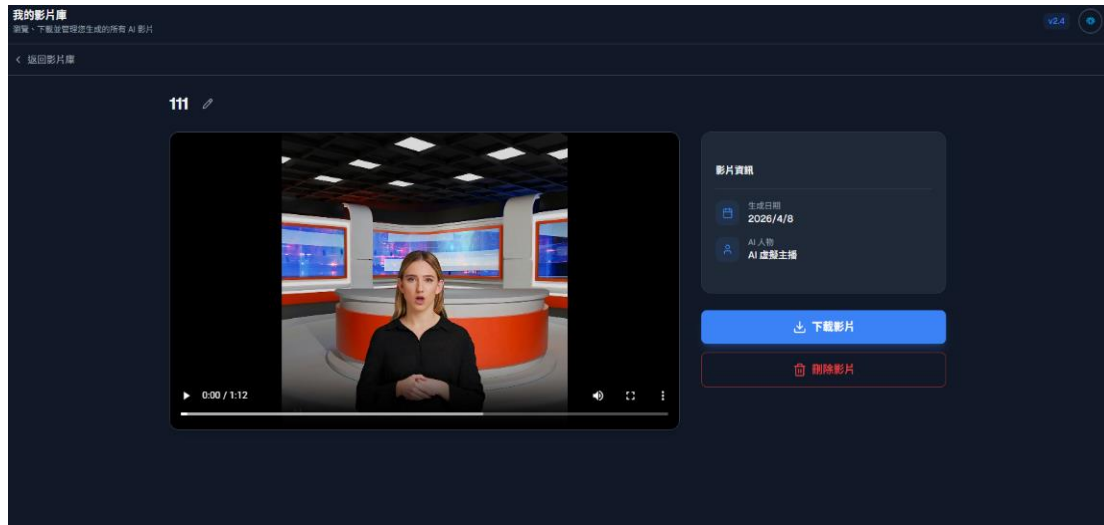 我的影片庫
瀏覽、下載並管理您生成的所有 AI 影片
v2.4
返回影片庫
111
影片資訊
生成日期
2026/4/8
AI 人物
AI 虛擬主播
下載影片
刪除影片
0:00 / 1:12